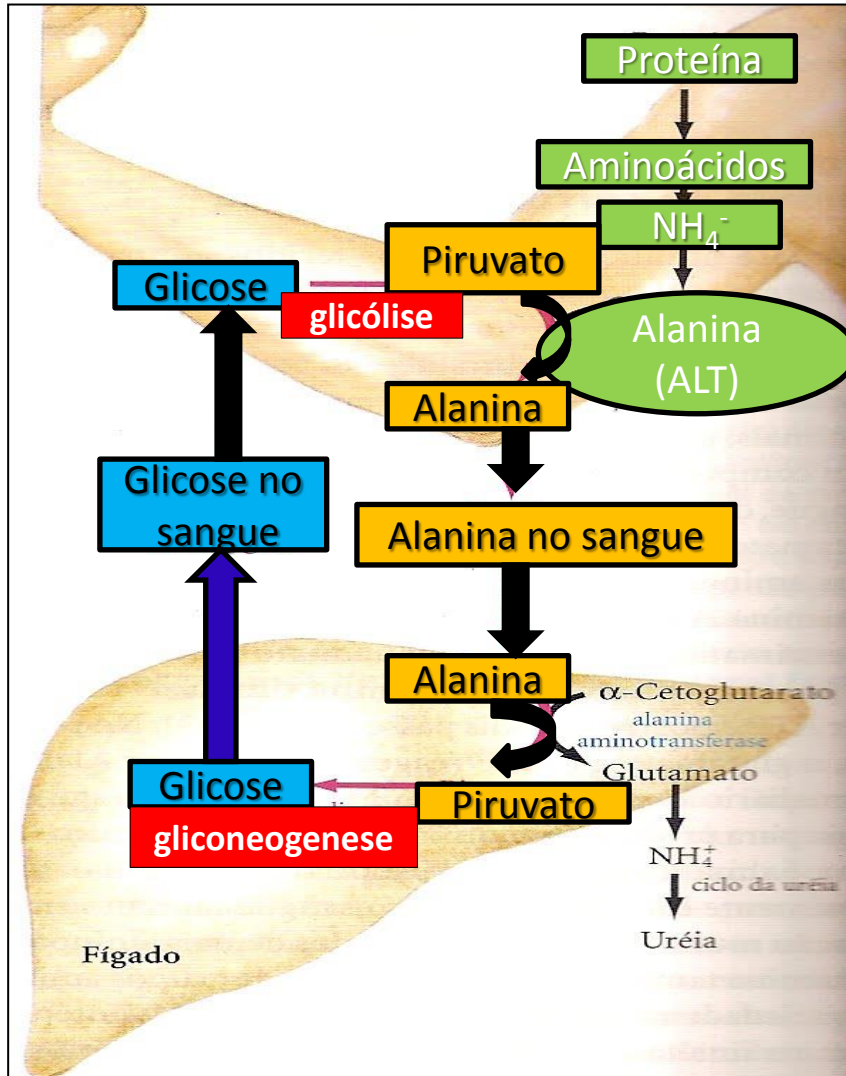 Proteína
Aminoácidos
NH₄⁻
Piruvato
Glicose
glicólise
Alanina
(ALT)
Alanina
Glicose no
sangue
Alanina no sangue
Alanina
α-Cetoglutarato
alanina
aminotransferase
Glutamato
Glicose
Piruvato
gliconeogenese
NH₄⁺
ciclo da uréia
Uréia
Fígado